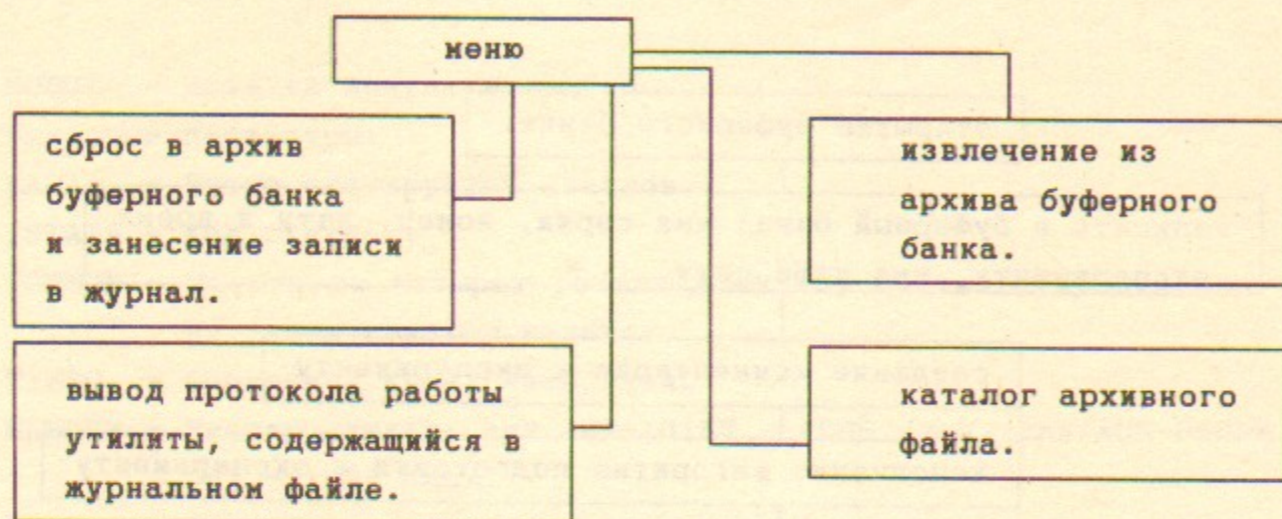 меню
сброс в архив
буферного банка
и занесение записи
в журнал.
извлечение из
архива буферного
банка.
вывод протокола работы
утилиты, содержащийся в
журнальном файле.
каталог архивного
файла.